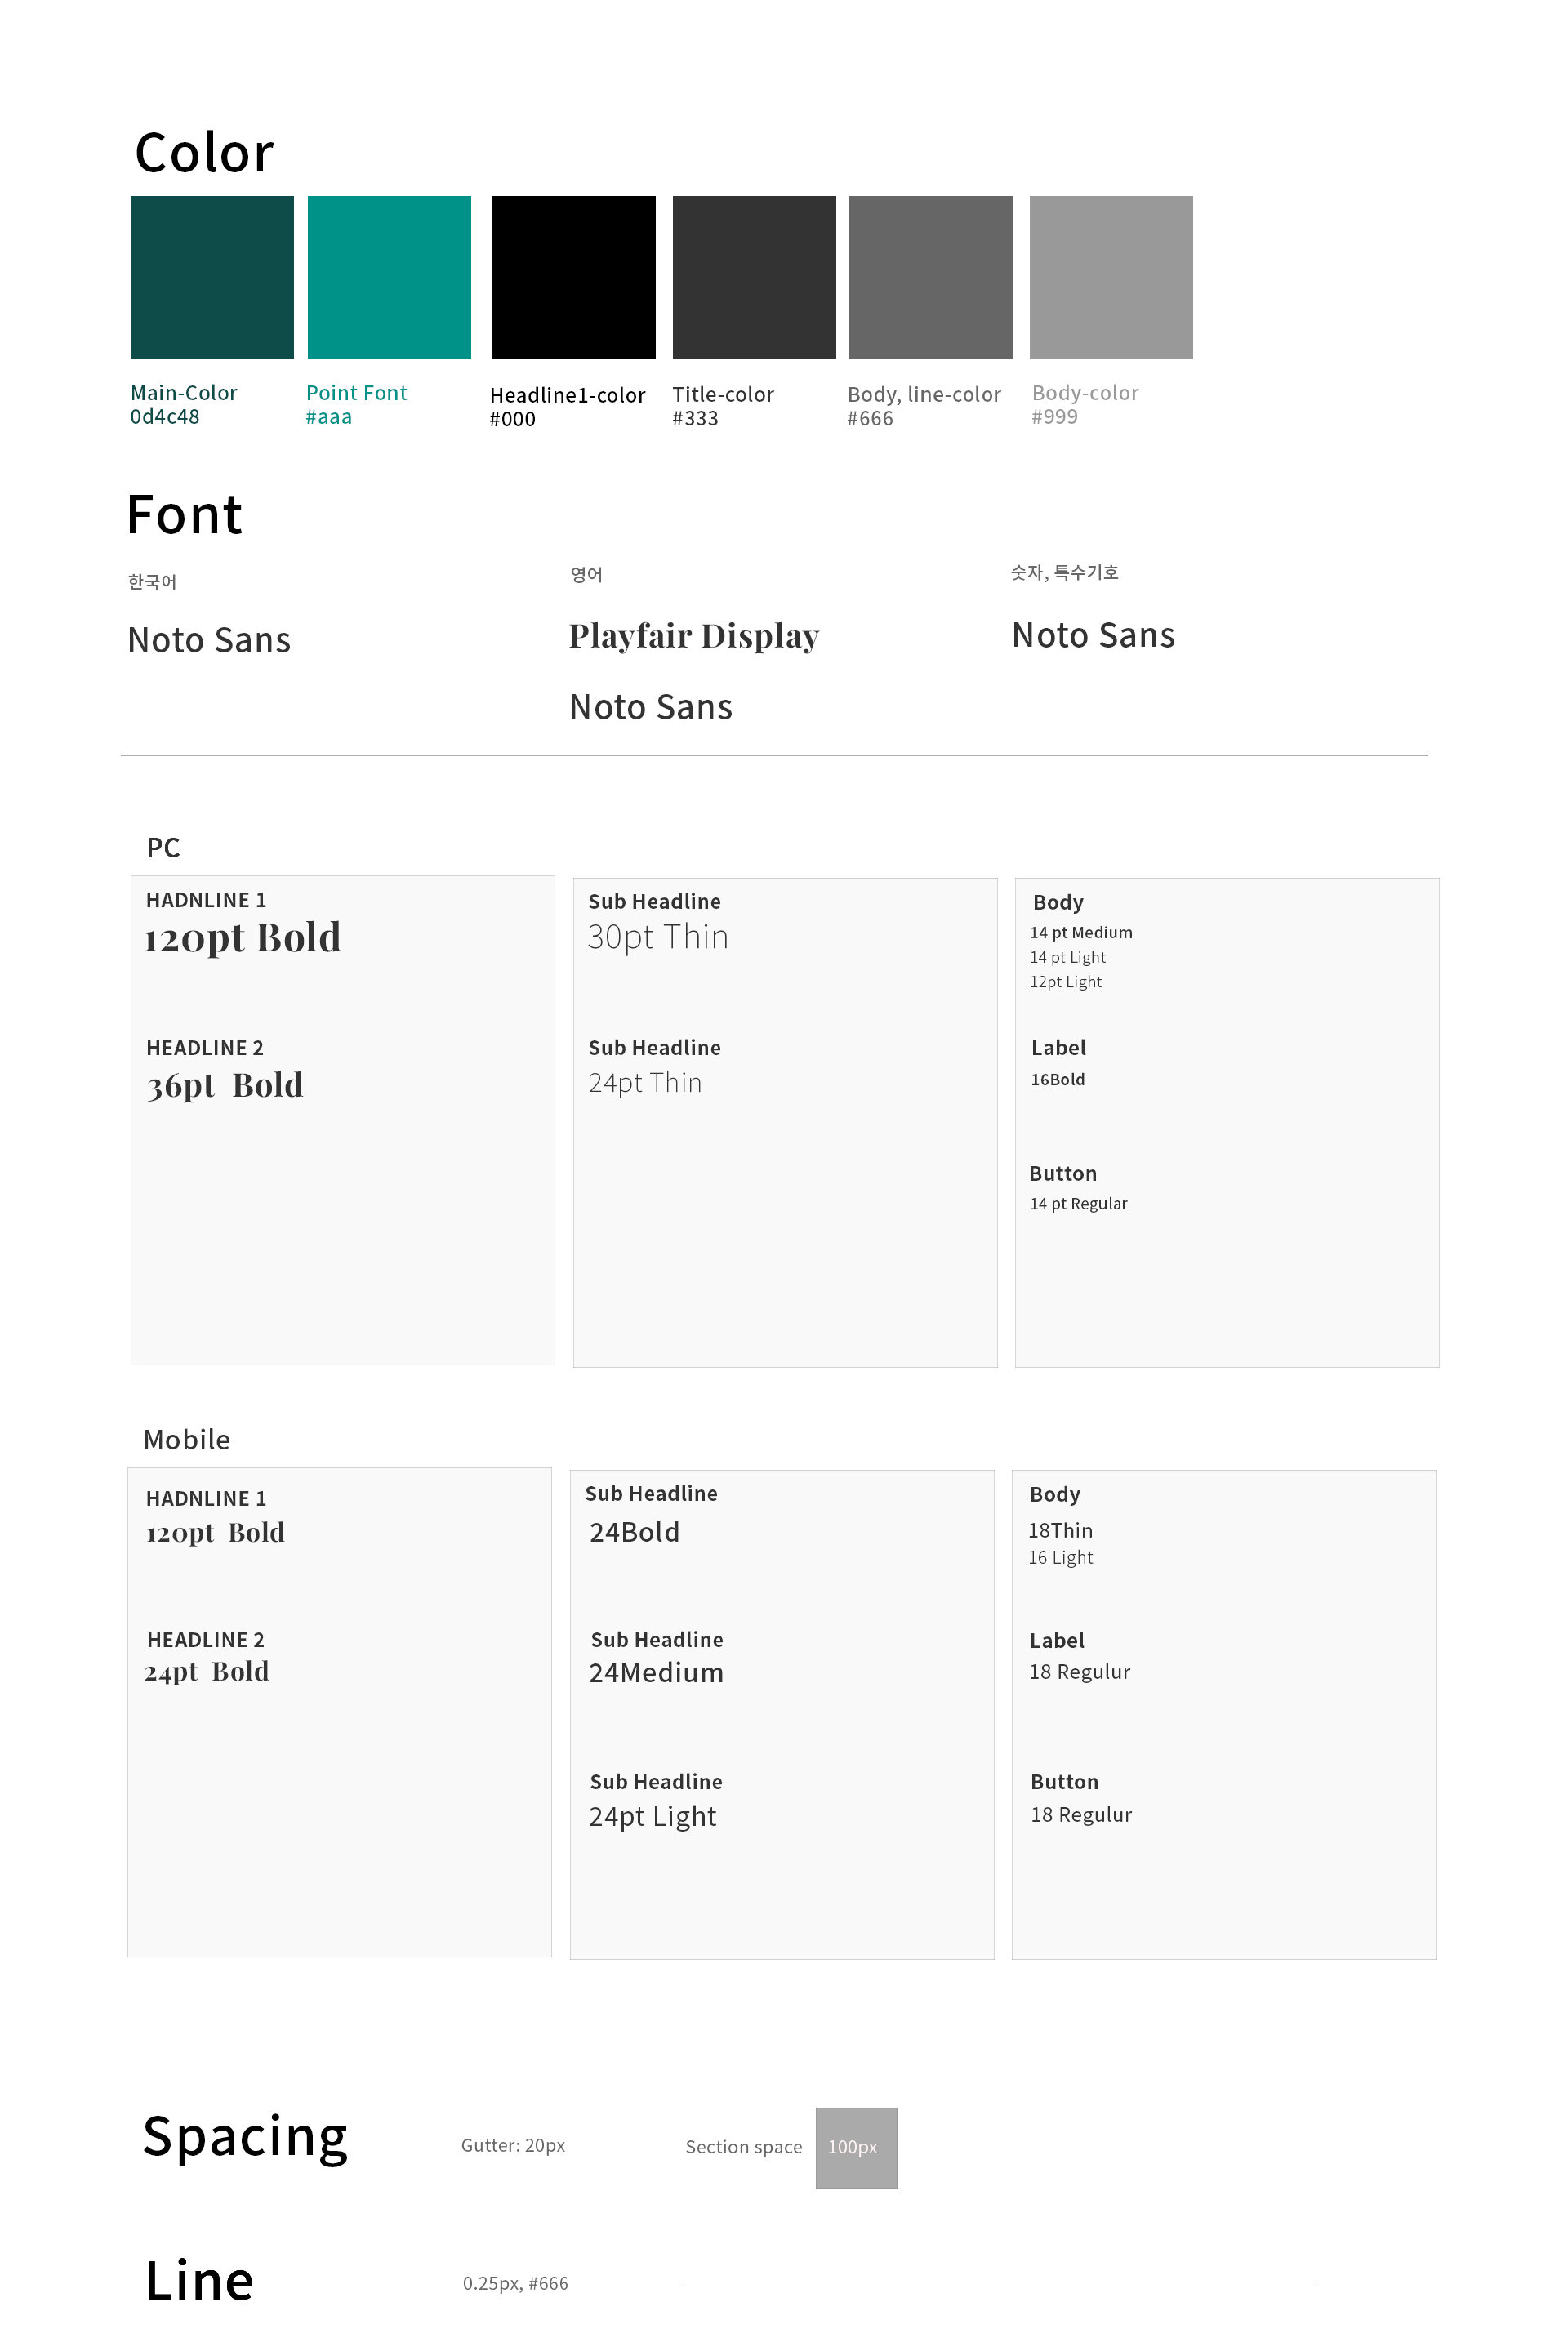 Color
Main-Color
0d4c48
Point Font
#aaa
Headline1-color
#000
Title-color
#333
Body, line-color
#666
Body-color
#999
Font
한국어
Noto Sans
영어
Playfair Display
Noto Sans
숫자, 특수기호
Noto Sans
PC
HADNLINE 1
120pt Bold
HEADLINE 2
36pt Bold
Sub Headline
30pt Thin
Sub Headline
24pt Thin
Body
14 pt Medium
14 pt Light
12pt Light
Label
16Bold
Button
14 pt Regular
Mobile
HADNLINE 1
120pt Bold
HEADLINE 2
24pt Bold
Sub Headline
24Bold
Sub Headline
24Medium
Sub Headline
24pt Light
Body
18Thin
16 Light
Label
18 Regulur
Button
18 Regulur
Spacing
Gutter: 20px
Section space
100px
Line
0.25px, #666